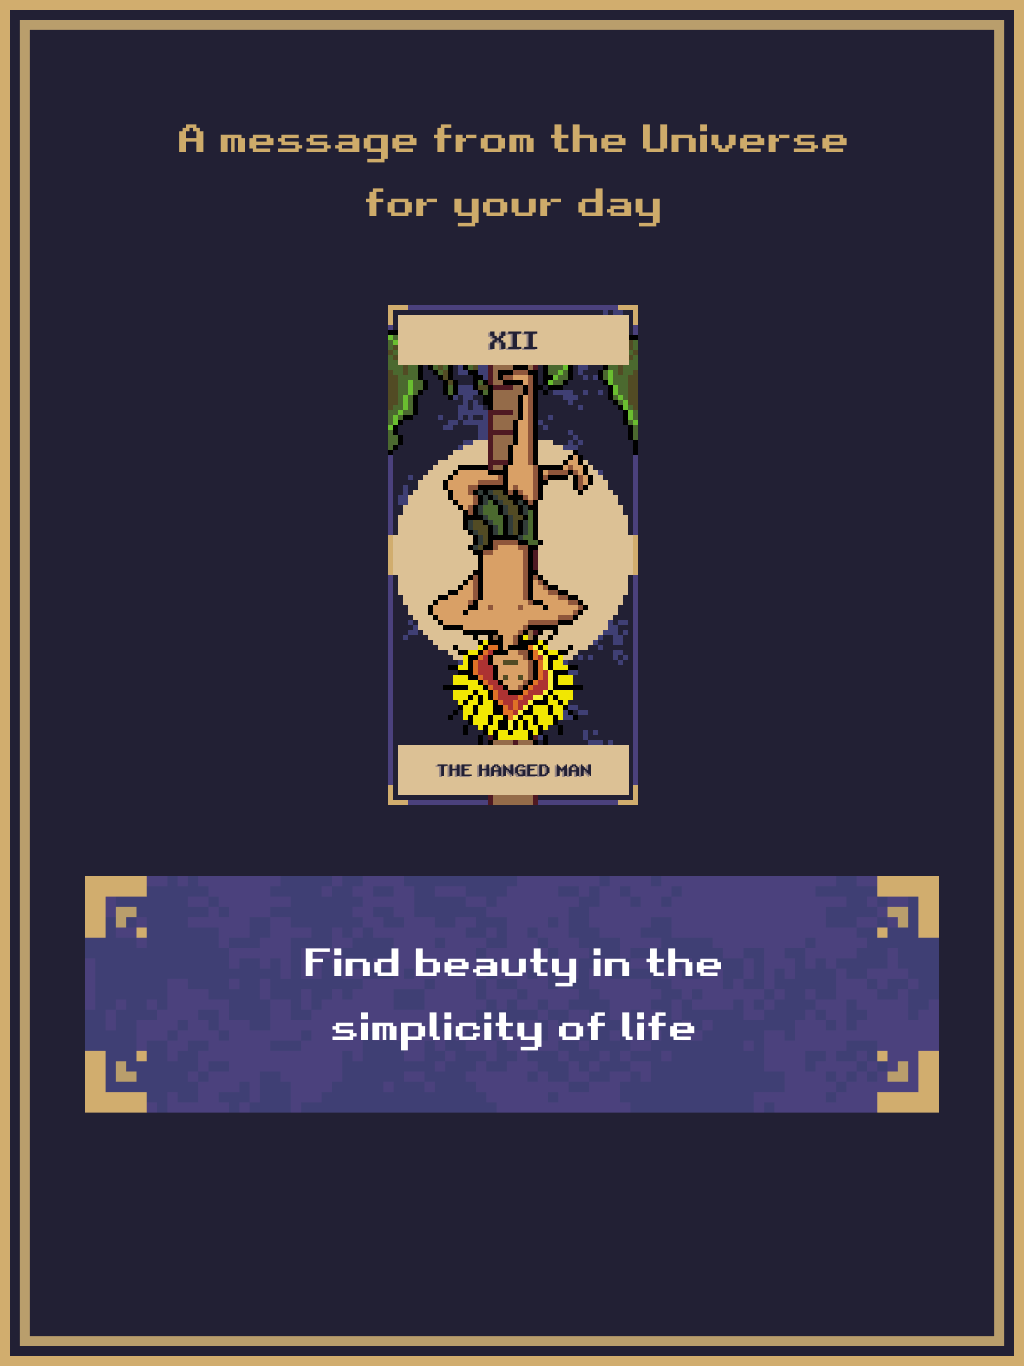 A message from the Universe
for your day
XII
THE HANGED MAN
Find beauty in the
simplicity of life